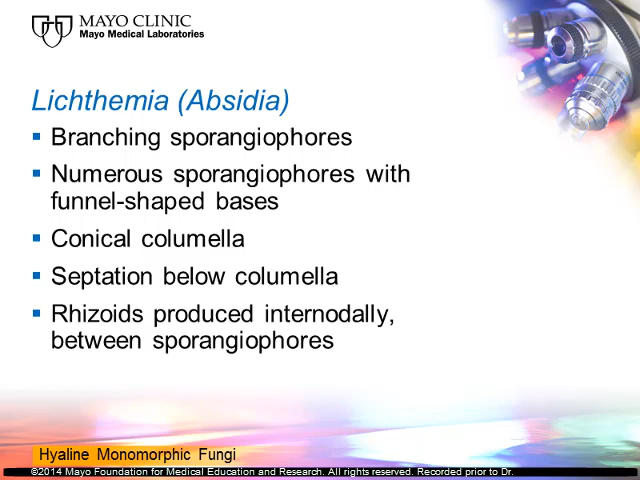 MAYO CLINIC
Mayo Medical Laboratories
Lichthemia (Absidia)
Branching sporangiophores
Numerous sporangiophores with
funnel-shaped bases
Conical columella
Septation below columella
Rhizoids produced internodally,
between sporangiophores
Hyaline Monomorphic Fungi
©2014 Mayo Foundation for Medical Education and Research. All rights reserved. Recorded prior to Dr.